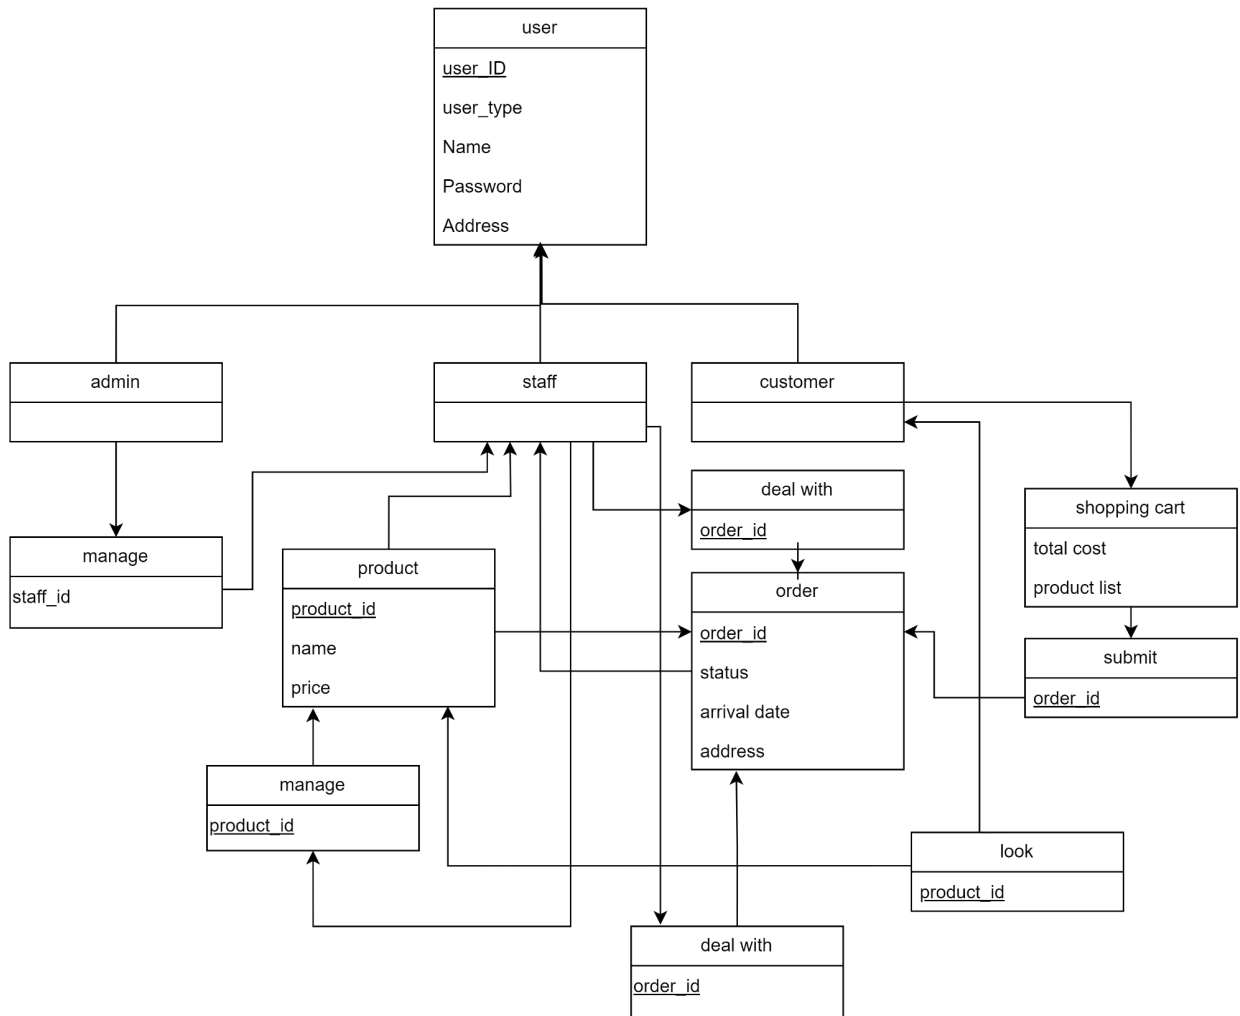 user
user_ID
user_type
Name
Password
Address
admin
staff
customer
deal with
order_id
shopping cart
total cost
product list
manage
staff_id
product
product_id
name
price
order
order_id
status
arrival date
address
submit
order_id
manage
product_id
look
product_id
deal with
order_id